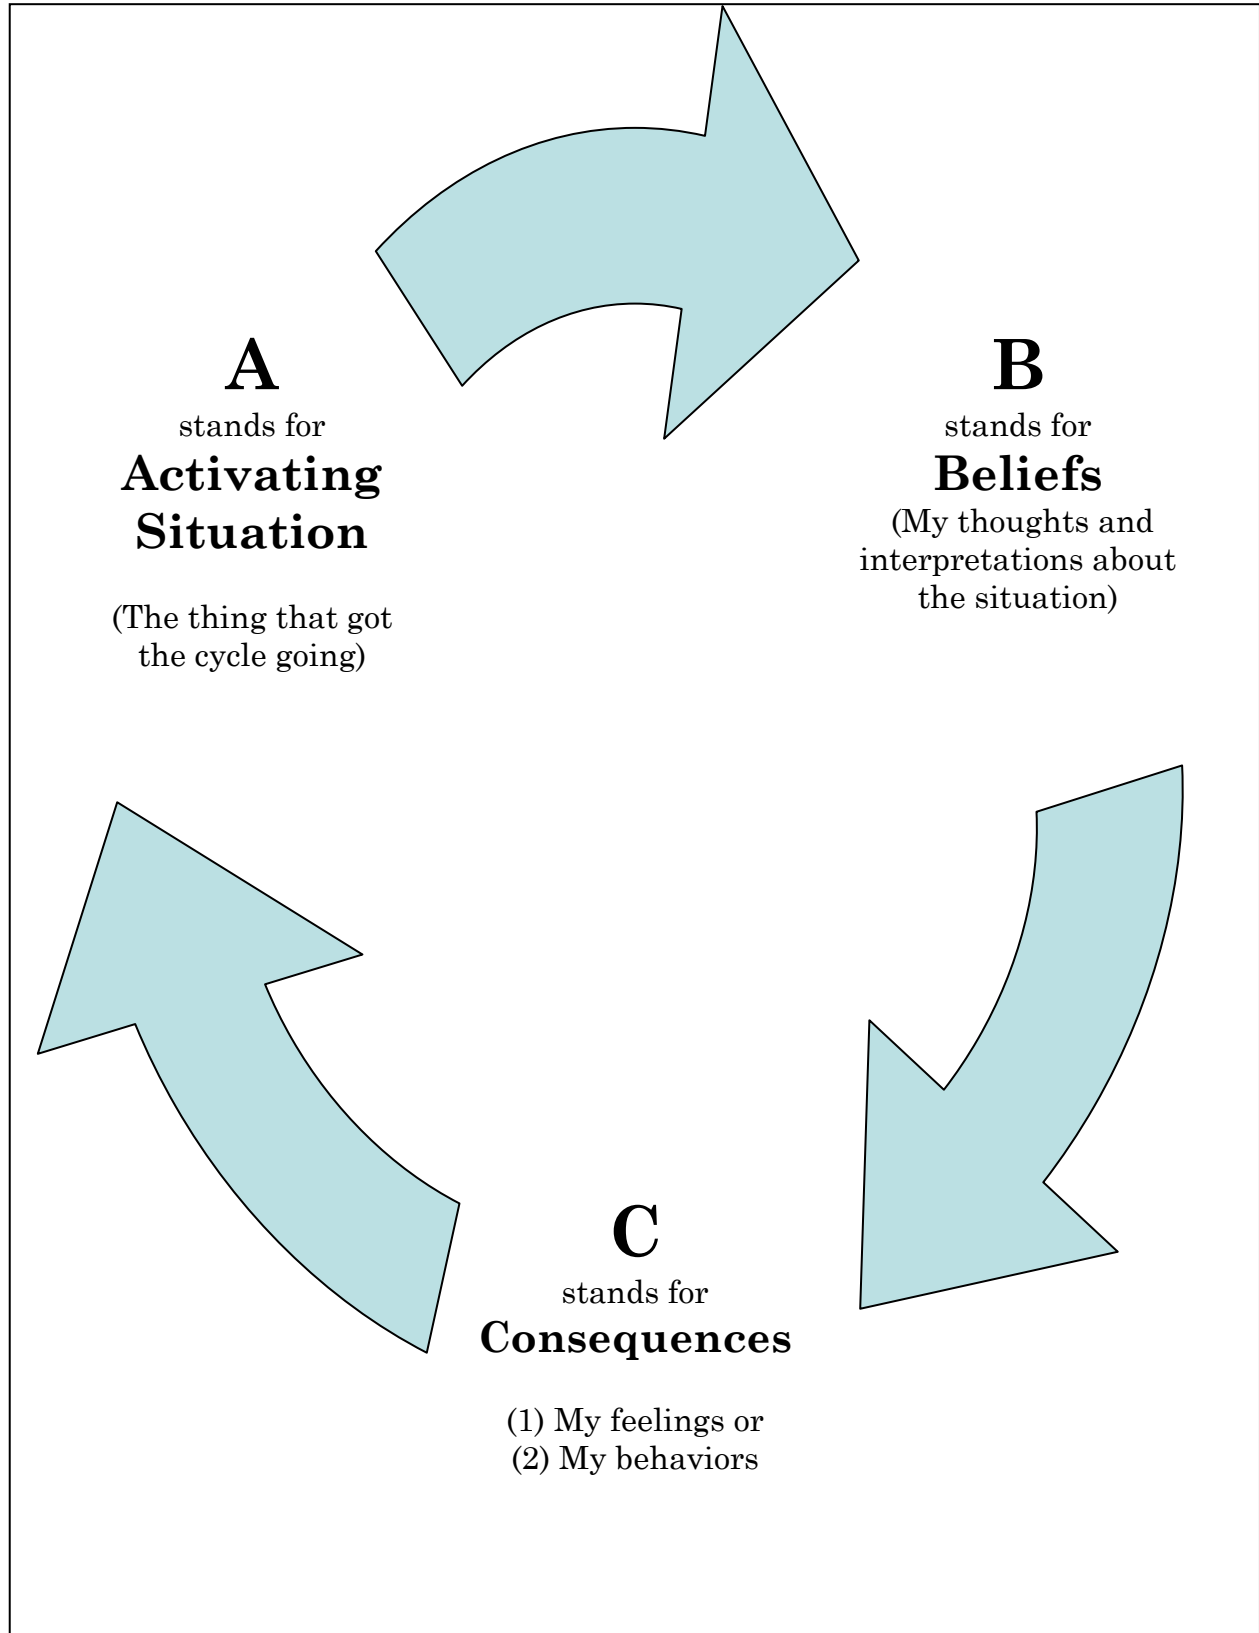 A
stands for
Activating
Situation
(The thing that got
the cycle going)
B
stands for
Beliefs
(My thoughts and
interpretations about
the situation)
C
stands for
Consequences
(1) My feelings or
(2) My behaviors